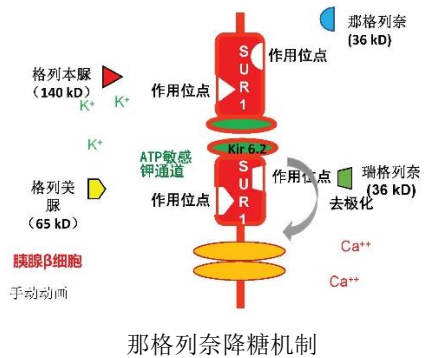 那格列奈
(36 kD)
作用位点
SUR1
格列本脲
（140 kD）
作用位点
K⁺
K⁺
K⁺
Kir 6.2
ATP敏感
钾通道
作用位点
SUR1
瑞格列奈
(36 kD)
格列美
脲
(65 kD)
作用位点
去极化
Ca⁺⁺
Ca⁺⁺
胰腺β细胞
手动动画
那格列奈降糖机制